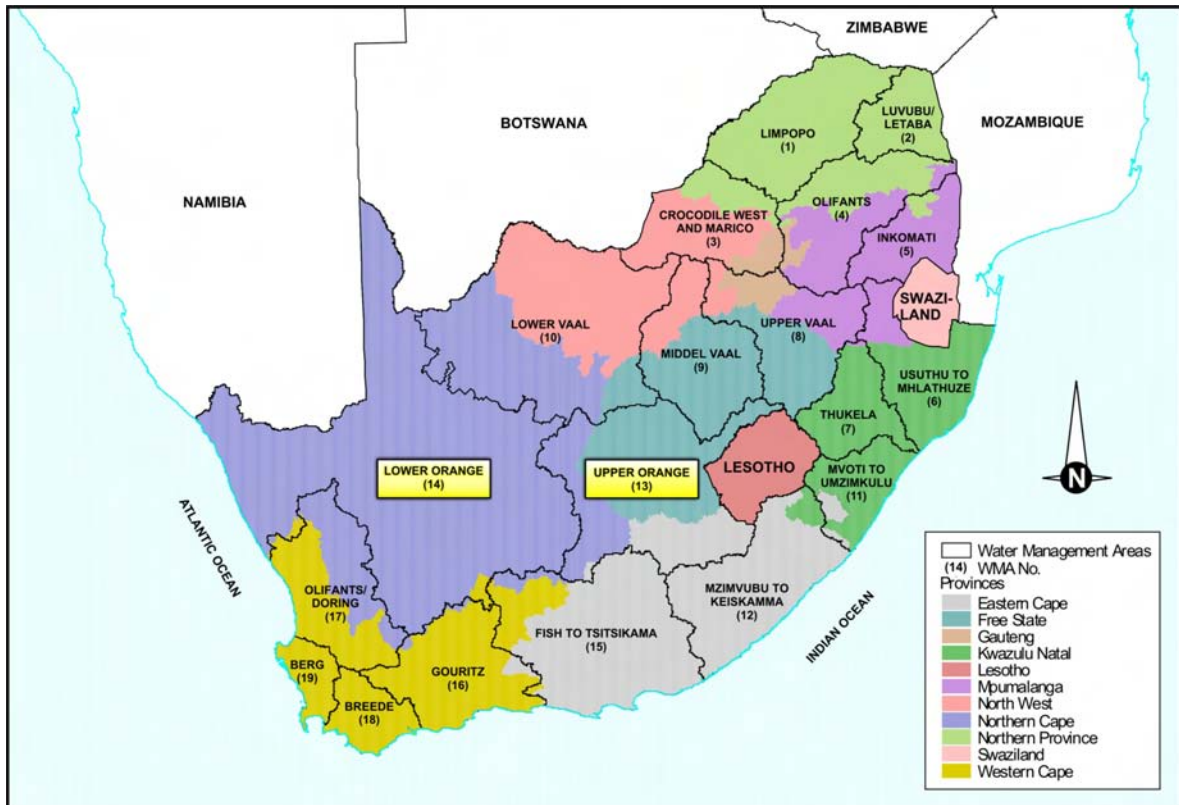 ZIMBABWE
BOTSWANA
MOZAMBIQUE
NAMIBIA
LIMPOPO
(1)
LUVUBU/
LETABA
(2)
OLIFANTS
(4)
CROCODILE WEST
AND MARICO
(3)
INKOMATI
(5)
SWAZI-
LAND
LOWER VAAL
(10)
UPPER VAAL
(8)
MIDDEL VAAL
(9)
USUTHU TO
MHLATHUZE
(6)
THUKELA
(7)
LOWER ORANGE
(14)
UPPER ORANGE
(13)
LESOTHO
MVOTI TO
UMZIMKULU
(11)
ATLANTIC OCEAN
OLIFANTS/
DORING
(17)
MZIMVUBU TO
KEISKAMMA
(12)
FISH TO TSITSIKAMA
(15)
INDIAN OCEAN
BERG
(19)
GOURITZ
(16)
BREEDE
(18)
N
Water Management Areas
(14) WMA No.
Provinces
Eastern Cape
Free State
Gauteng
Kwazulu Natal
Lesotho
Mpumalanga
North West
Northern Cape
Northern Province
Swaziland
Western Cape